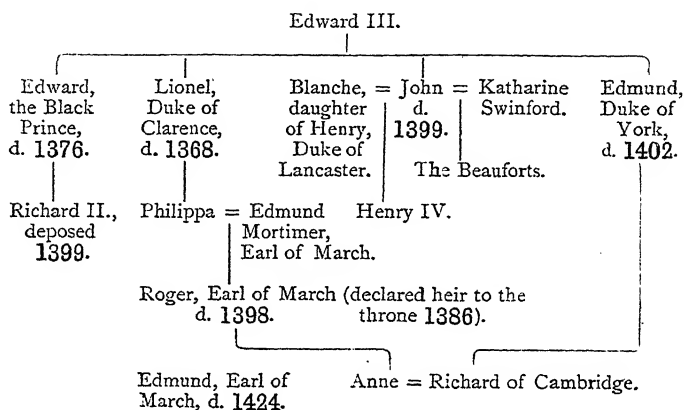 Edward III.
Edward,
the Black
Prince,
d. 1376.
Lionel,
Duke of
Clarence,
d. 1368.
Blanche, = John = Katharine
daughter d. Swinford.
of Henry, 1399.
Duke of
Lancaster. The Beauforts.
Edmund,
Duke of
York,
d. 1402.
Richard II.,
deposed
1399.
Philippa = Edmund
Mortimer,
Earl of March.
Henry IV.
Roger, Earl of March (declared heir to the
d. 1398. throne 1386).
Edmund, Earl of
March, d. 1424.
Anne = Richard of Cambridge.